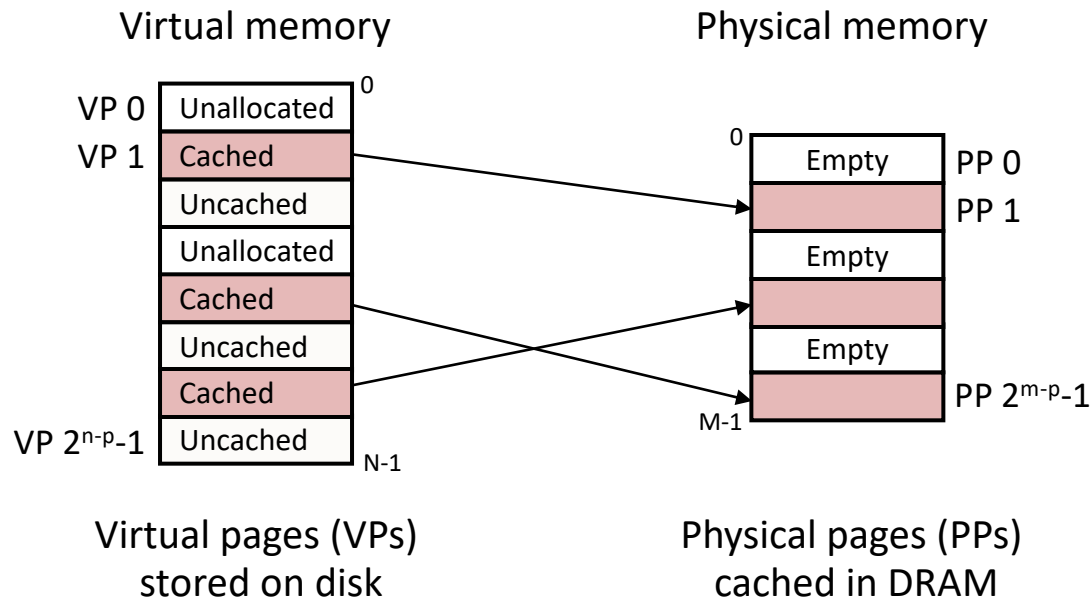 Virtual memory
Physical memory
0
VP 0
Unallocated
VP 1
Cached
Uncached
Unallocated
Cached
Uncached
Cached
VP 2ⁿ⁻ᵖ-1
Uncached
N-1
0
Empty
PP 0
PP 1
Empty
Empty
PP 2ᵐ⁻ᵖ-1
M-1
Virtual pages (VPs)
stored on disk
Physical pages (PPs)
cached in DRAM